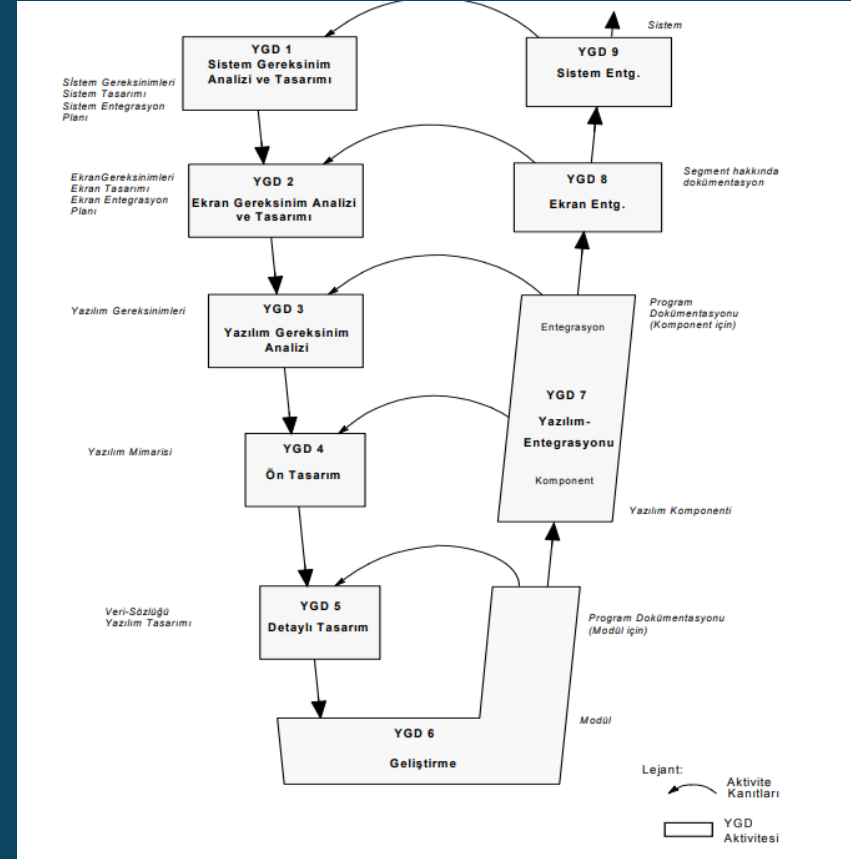 YGD 1
Sistem Gereksinim
Analizi ve Tasarımı
Sistem Gereksinimleri
Sistem Tasarımı
Sistem Entegrasyon
Planı
YGD 9
Sistem Entg.
Sistem
YGD 2
Ekran Gereksinim Analizi
ve Tasarımı
EkranGereksinimleri
Ekran Tasarımı
Ekran Entegrasyon
Planı
YGD 8
Ekran Entg.
Segment hakkında
dokümentasyon
YGD 3
Yazılım Gereksinim
Analizi
Yazılım Gereksinimleri
Entegrasyon
YGD 7
Yazılım-
Entegrasyonu
Komponent
Program
Dokümentasyonu
(Komponent için)
Yazılım Komponenti
YGD 4
Ön Tasarım
Yazılım Mimarisi
YGD 5
Detaylı Tasarım
Veri-Sözlüğü
Yazılım Tasarımı
Program Dokümentasyonu
(Modül için)
Modül
YGD 6
Geliştirme
Lejant:
Aktivite
Kanıtları
YGD
Aktivitesi